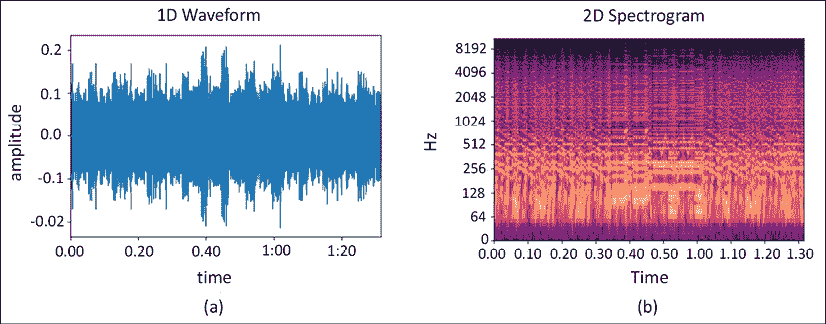 1D Waveform
0.2
0.1
0.0
-0.1
-0.02
amplitude
0.00 0.20 0.40 1:00 1:20
time
(a)
2D Spectrogram
8192
4096
2048
1024
512
256
128
64
0
Hz
0.00 0.10 0.20 0.30 0.40 0.50 1.00 1.10 1.20 1.30
Time
(b)